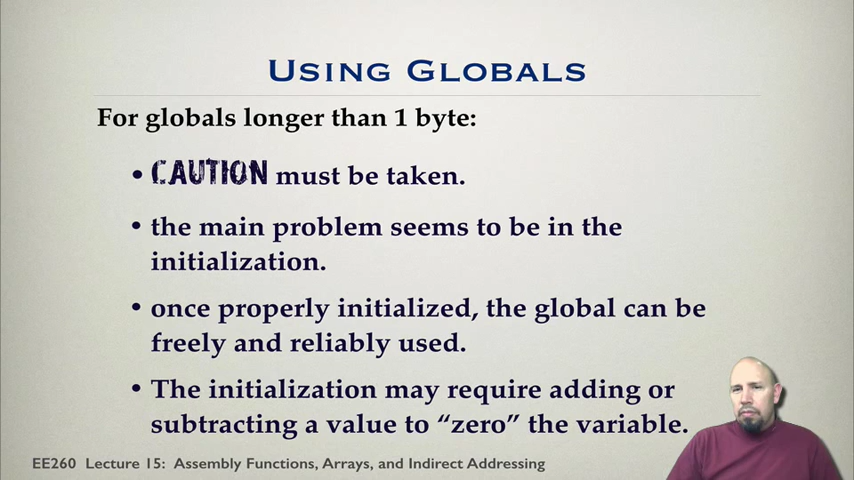 USING GLOBALS
For globals longer than 1 byte:
• CAUTION must be taken.
• the main problem seems to be in the
initialization.
• once properly initialized, the global can be
freely and reliably used.
• The initialization may require adding or
subtracting a value to “zero” the variable.
EE260 Lecture 15: Assembly Functions, Arrays, and Indirect Addressing